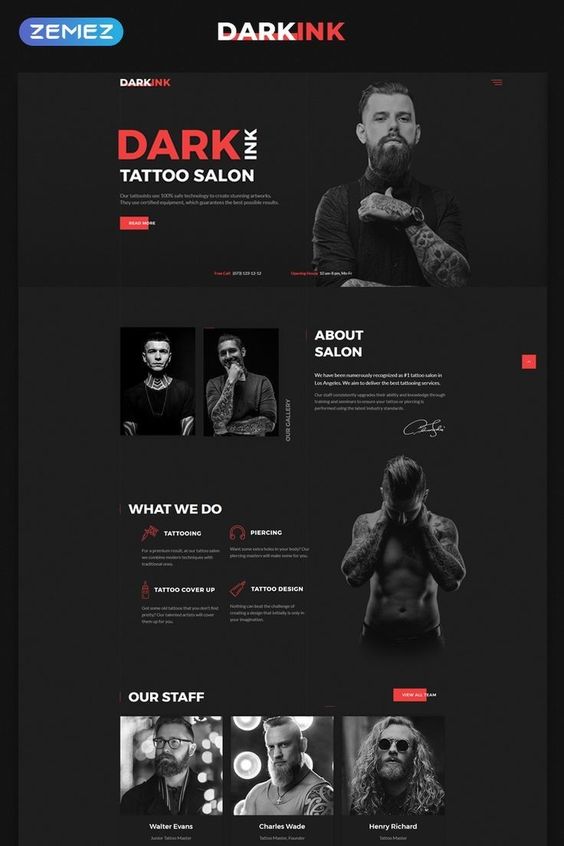 ZEMEZ
DARKINK
DARKINK
DARK INK
TATTOO SALON
Our tattooists use 100% safe technology to create stunning artworks.
They use certified equipment, which guarantees the best possible results.
READ MORE
Free Call: (073) 123-12-12
Opening Hours: 10 am-8 pm, Mo-Fr
OUR GALLERY
ABOUT
SALON
We have been numerously recognized as #1 tattoo salon in
Los Angeles. We aim to deliver the best tattooing services.
Our staff consistently upgrades their ability and knowledge through
training and seminars to ensure your tattoo or piercing is
performed using the latest industry standards.
WHAT WE DO
TATTOOING
For a premium result, at our tattoo salon
we combine modern techniques with
traditional ones.
PIERCING
Want some extra holes in your body? Our
piercing masters will make some for you.
TATTOO COVER UP
Got some old tattoos that you don't find
pretty? Our talented artists will cover
them up for you.
TATTOO DESIGN
Nothing can beat the challenge of
creating a design that initially is only in
your imagination.
OUR STAFF
VIEW ALL TEAM
Walter Evans
Junior Tattoo Master
Charles Wade
Tattoo Master, Founder
Henry Richard
Tattoo Master